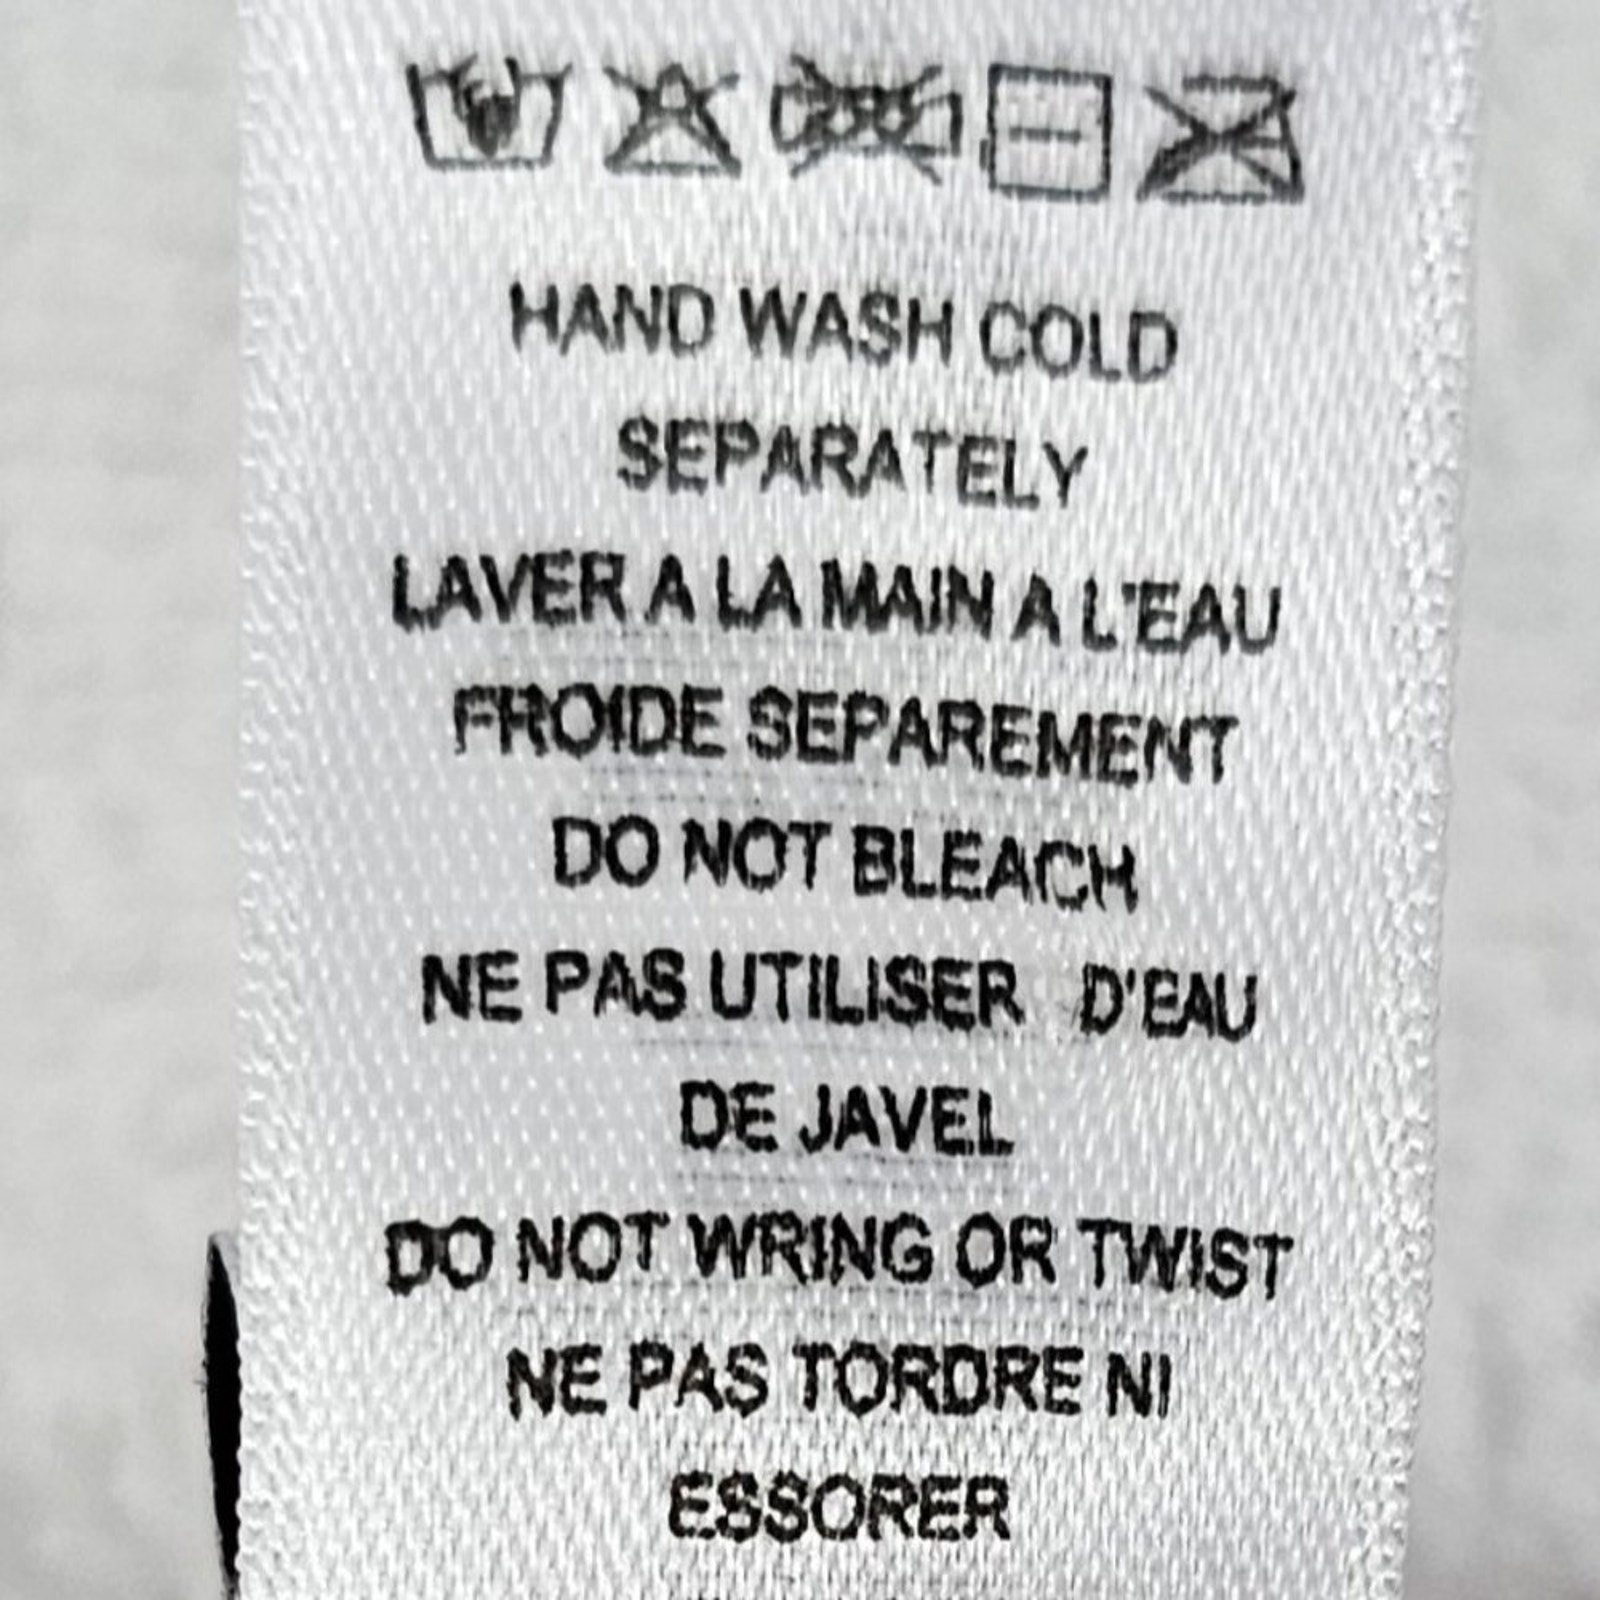 HAND WASH COLD
SEPARATELY
LAVER A LA MAIN A L'EAU
FROIDE SEPAREMENT
DO NOT BLEACH
NE PAS UTILISER D'EAU
DE JAVEL
DO NOT WRING OR TWIST
NE PAS TORDRE NI
ESSORER